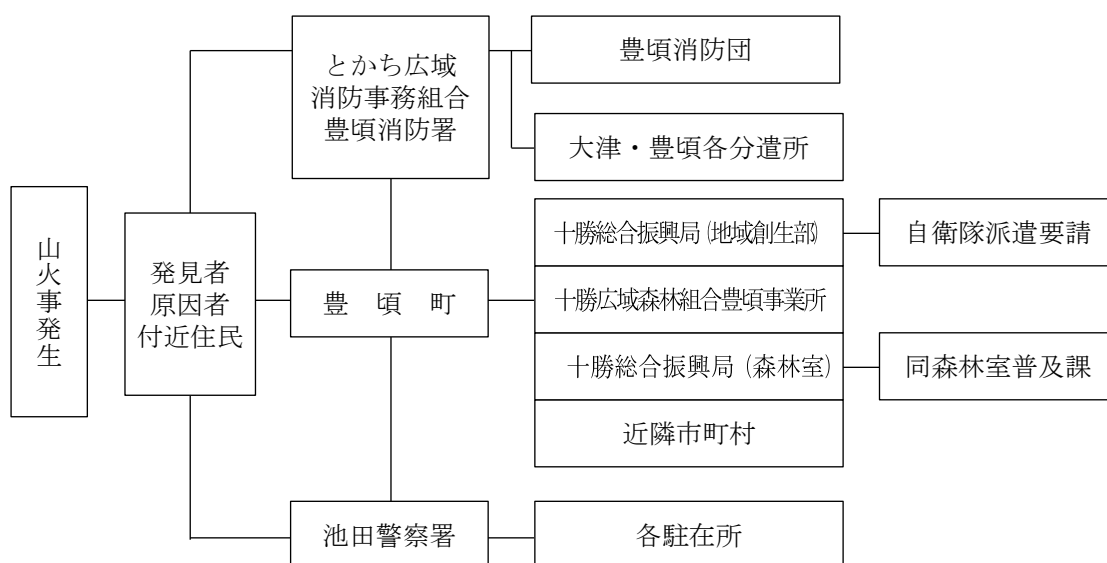 山火事発生
発見者
原因者
付近住民
とかち広域
消防事務組合
豊頃消防署
豊頃町
池田警察署
豊頃消防団
大津・豊頃各分遣所
十勝総合振興局(地域創生部)
十勝広域森林組合豊頃事業所
十勝総合振興局(森林室)
近隣市町村
各駐在所
自衛隊派遣要請
同森林室普及課